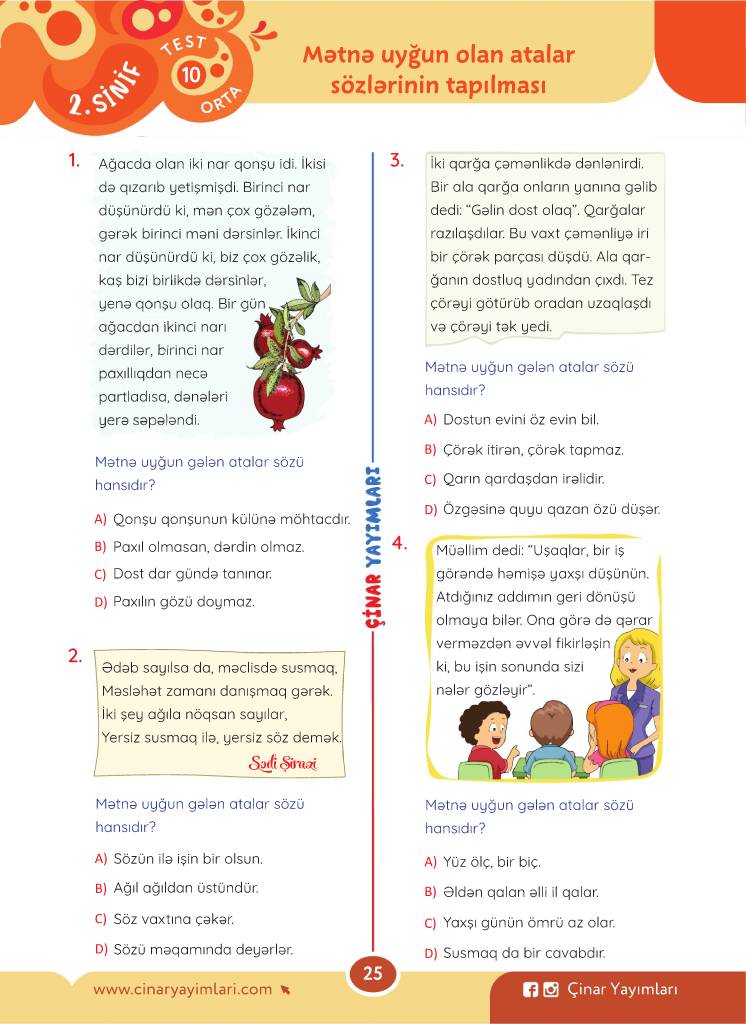 2. SİNİF
TEST
10
ORTA
Mətnə uyğun olan atalar
sözlərinin tapılması
1.
Ağacda olan iki nar qonşu idi. İkisi
də qızarıb yetişmişdi. Birinci nar
düşünürdü ki, mən çox gözələm,
gərək birinci məni dərsinlər. İkinci
nar düşünürdü ki, biz çox gözəlik,
kaş bizi birlikdə dərsinlər,
yenə qonşu olaq. Bir gün
ağacdan ikinci narı
dərdilər, birinci nar
paxıllıqdan necə
partladısa, dənələri
yerə səpələndi.
Mətnə uyğun gələn atalar sözü
hansıdır?
A) Qonşu qonşunun külünə möhtacdır.
B) Paxıl olmasan, dərdin olmaz.
C) Dost dar gündə tanınar.
D) Paxılın gözü doymaz.
2.
Ədəb sayılsa da, məclisdə susmaq,
Məsləhət zamanı danışmaq gərək.
İki şey ağıla nöqsan sayılar,
Yersiz susmaq ilə, yersiz söz demək.
Sədi Şirazi
Mətnə uyğun gələn atalar sözü
hansıdır?
A) Sözün ilə işin bir olsun.
B) Ağıl ağıldan üstündür.
C) Söz vaxtına çəkər.
D) Sözü məqamında deyərlər.
ÇİNAR YAYIMLARI
3.
İki qarğa çəmənlikdə dənlənirdi.
Bir ala qarğa onların yanına gəlib
dedi: “Gəlin dost olaq”. Qarğalar
razılaşdılar. Bu vaxt çəmənliyə iri
bir çörək parçası düşdü. Ala qar-
ğanın dostluq yadından çıxdı. Tez
çörəyi götürüb oradan uzaqlaşdı
və çörəyi tək yedi.
Mətnə uyğun gələn atalar sözü
hansıdır?
A) Dostun evini öz evin bil.
B) Çörək itirən, çörək tapmaz.
C) Qarın qardaşdan irəlidir.
D) Özgəsinə quyu qazan özü düşər.
4.
Müəllim dedi: “Uşaqlar, bir iş
görəndə həmişə yaxşı düşünün.
Atdığınız addımın geri dönüşü
olmaya bilər. Ona görə də qərar
verməzdən əvvəl fikirləşin
ki, bu işin sonunda sizi
nələr gözləyir”.
Mətnə uyğun gələn atalar sözü
hansıdır?
A) Yüz ölç, bir biç.
B) Əldən qalan əlli il qalar.
C) Yaxşı günün ömrü az olar.
D) Susmaq da bir cavabdır.
www.cinaryayimlari.com
25
Çinar Yayımları